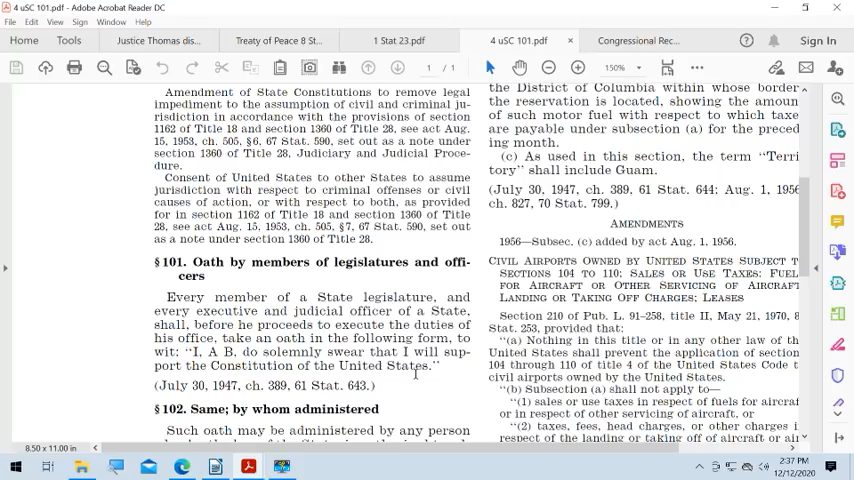 4 uSC 101.pdf - Adobe Acrobat Reader DC
File Edit View Sign Window Help
Home Tools Justice Thomas dis... Treaty of Peace 8 St... 1 Stat 23.pdf 4 uSC 101.pdf × Congressional Rec... Sign In
1 / 1 150%
Amendment of State Constitutions to remove legal
impediment to the assumption of civil and criminal ju-
risdiction in accordance with the provisions of section
1162 of Title 18 and section 1360 of Title 28, see act Aug.
15, 1953, ch. 505, §6, 67 Stat. 590, set out as a note under
section 1360 of Title 28, Judiciary and Judicial Proce-
dure.
Consent of United States to other States to assume
jurisdiction with respect to criminal offenses or civil
causes of action, or with respect to both, as provided
for in section 1162 of Title 18 and section 1360 of Title
28, see act Aug. 15, 1953, ch. 505, §7, 67 Stat. 590, set out
as a note under section 1360 of Title 28.
§ 101. Oath by members of legislatures and offi-
cers
Every member of a State legislature, and
every executive and judicial officer of a State,
shall, before he proceeds to execute the duties of
his office, take an oath in the following form, to
wit: “I, A B, do solemnly swear that I will sup-
port the Constitution of the United States.”
(July 30, 1947, ch. 389, 61 Stat. 643.)
§ 102. Same; by whom administered
Such oath may be administered by any person
the District of Columbia within whose border
the reservation is located, showing the amoun
of such motor fuel with respect to which taxe
are payable under subsection (a) for the preced
ing month.
(c) As used in this section, the term “Terri
tory” shall include Guam.
(July 30, 1947, ch. 389, 61 Stat. 644; Aug. 1, 1956
ch. 827, 70 Stat. 799.)
AMENDMENTS
1956—Subsec. (c) added by act Aug. 1, 1956.
CIVIL AIRPORTS OWNED BY UNITED STATES SUBJECT T
SECTIONS 104 TO 110; SALES OR USE TAXES: FUEL
FOR AIRCRAFT OR OTHER SERVICING OF AIRCRAFT
LANDING OR TAKING OFF CHARGES; LEASES
Section 210 of Pub. L. 91–258, title II, May 21, 1970, 8
Stat. 253, provided that:
“(a) Nothing in this title or in any other law of th
United States shall prevent the application of section
104 through 110 of title 4 of the United States Code t
civil airports owned by the United States.
“(b) Subsection (a) shall not apply to—
“(1) sales or use taxes in respect of fuels for aircraf
or in respect of other servicing of aircraft, or
“(2) taxes, fees, head charges, or other charges i
respect of the landing or taking off of aircraft or ai
8.50 x 11.00 in
2:37 PM
12/12/2020